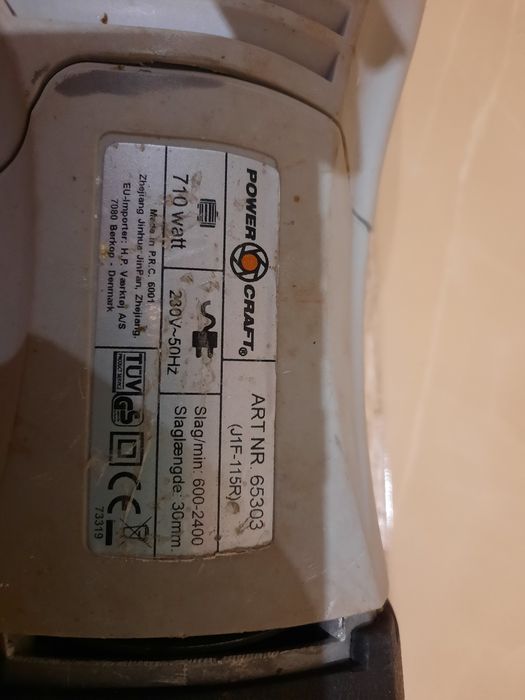 POWER CRAFT®
ART NR. 65303
(J1F-115R)
710 watt
230V~50Hz
Slag/min: 600-2400
Slaglængde: 30mm.
Made in P.R.C. 6001
Zhejiang Jinhua JinFan, Zhejiang.
EU-Importer: H.P. Værktøj A/S
7080 Børkop - Denmark
TÜV
GS
CE
73319